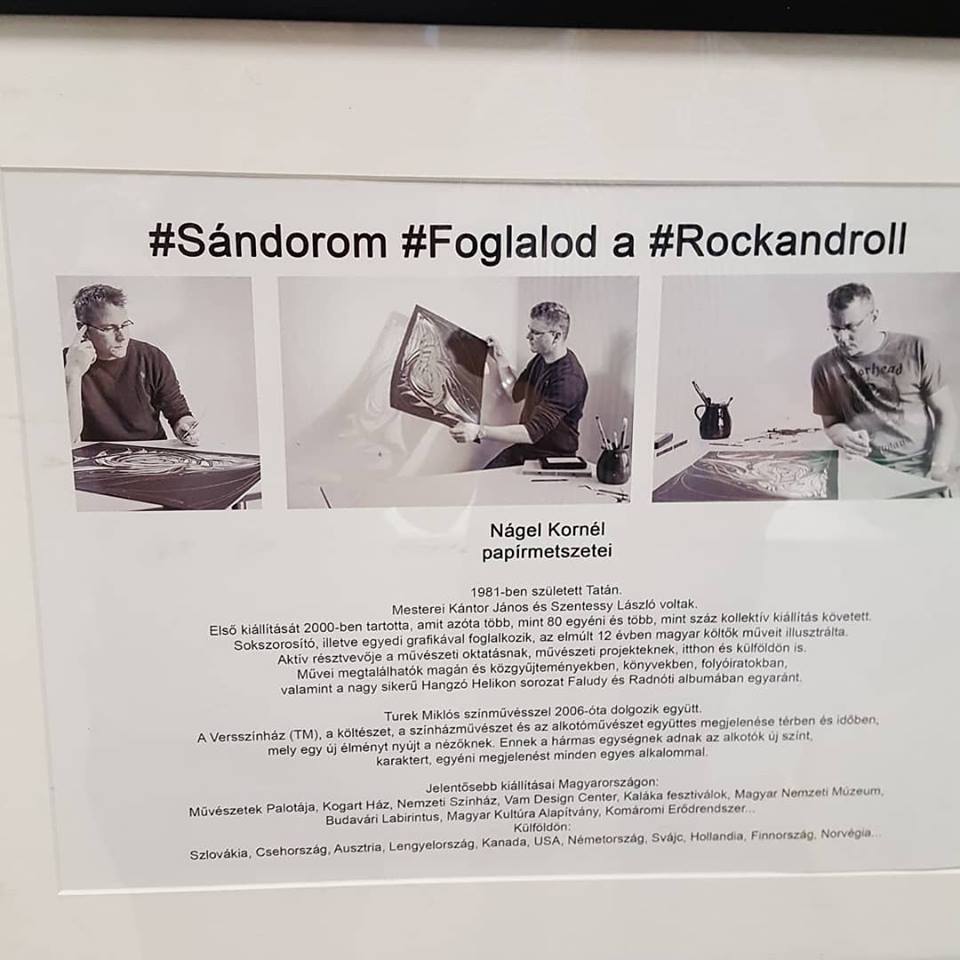 #Sándorom #Foglalod a #Rockandroll
Nágel Kornél
papírmetszetei
1981-ben született Tatán.
Mesterei Kántor János és Szentessy László voltak.
Első kiállítását 2000-ben tartotta, amit azóta több, mint 80 egyéni és több, mint száz kollektív kiállítás követett.
Sokszorosító, illetve egyedi grafikával foglalkozik, az elmúlt 12 évben magyar költők műveit illusztrálta.
Aktív résztvevője a művészeti oktatásnak, művészeti projekteknek, itthon és külföldön is.
Művei megtalálhatók magán és közgyűjteményekben, könyvekben, folyóiratokban,
valamint a nagy sikerű Hangzó Helikon sorozat Faludy és Radnóti albumában egyaránt.
Turek Miklós színművésszel 2006-óta dolgozik együtt.
A Versszínház (TM), a költészet, a színházművészet és az alkotóművészet együttes megjelenése térben és időben,
mely egy új élményt nyújt a nézőknek. Ennek a hármas egységnek adnak az alkotók új színt,
karaktert, egyéni megjelenést minden egyes alkalommal.
Jelentősebb kiállításai Magyarországon:
Művészetek Palotája, Kogart Ház, Nemzeti Színház, Vam Design Center, Kaláka fesztiválok, Magyar Nemzeti Múzeum,
Budavári Labirintus, Magyar Kultúra Alapítvány, Komáromi Erődrendszer...
Külföldön:
Szlovákia, Csehország, Ausztria, Lengyelország, Kanada, USA, Németország, Svájc, Hollandia, Finnország, Norvégia...